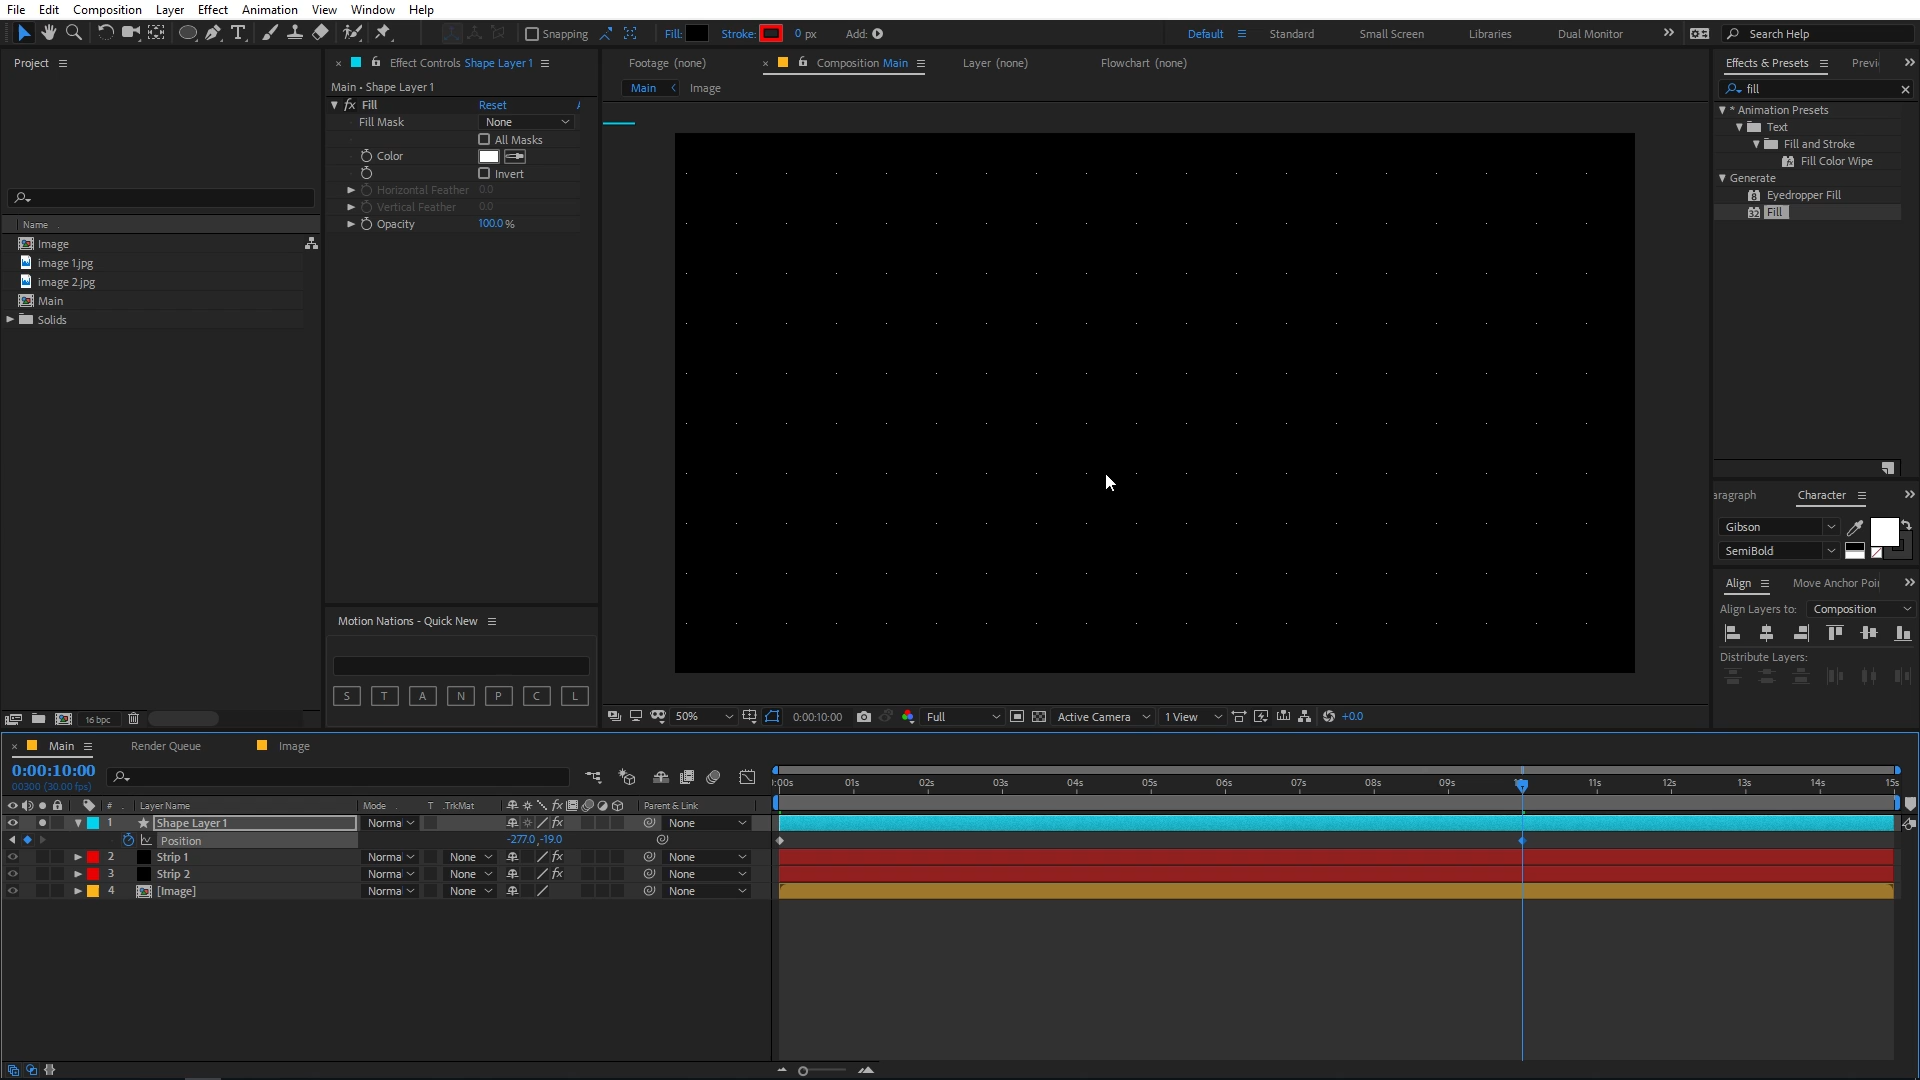 File Edit Composition Layer Effect Animation View Window Help
Snapping Fill: Stroke: 0 px Add: Default Standard Small Screen Libraries Dual Monitor Search Help
Project
Effect Controls Shape Layer 1
Footage (none) Composition Main Layer (none) Flowchart (none)
Effects & Presets Previ
Main • Shape Layer 1
Main Image
fill
fx Fill Reset
Fill Mask None
All Masks
Color
Invert
Horizontal Feather 0.0
Vertical Feather 0.0
Opacity 100.0 %
* Animation Presets
Text
Fill and Stroke
Fill Color Wipe
Generate
Eyedropper Fill
Fill
Name
Image
image 1.jpg
image 2.jpg
Main
Solids
aragraph Character
Gibson
SemiBold
Align Move Anchor Poi
Align Layers to: Composition
Distribute Layers:
Motion Nations - Quick New
S T A N P C L
16 bpc
50% 0:00:10:00 Full Active Camera 1 View +0.0
Main Render Queue Image
0:00:10:00
00300 (30.00 fps)
:00s 01s 02s 03s 04s 05s 06s 07s 08s 09s 11s 12s 13s 14s 15s
# Layer Name Mode T .TrkMat fx Parent & Link
1 Shape Layer 1 Norma fx None
Position -277.0,-19.0
2 Strip 1 Norma None fx None
3 Strip 2 Norma None fx None
4 [Image] Norma None None